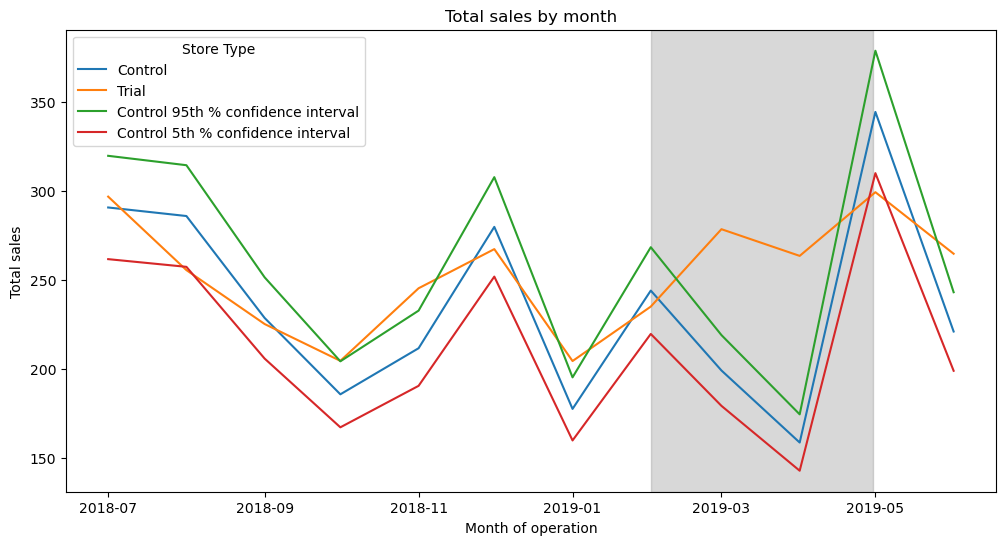 Total sales by month
Store Type
Control
Trial
Control 95th % confidence interval
Control 5th % confidence interval
Total sales
350
300
250
200
150
2018-07
2018-09
2018-11
2019-01
2019-03
2019-05
Month of operation